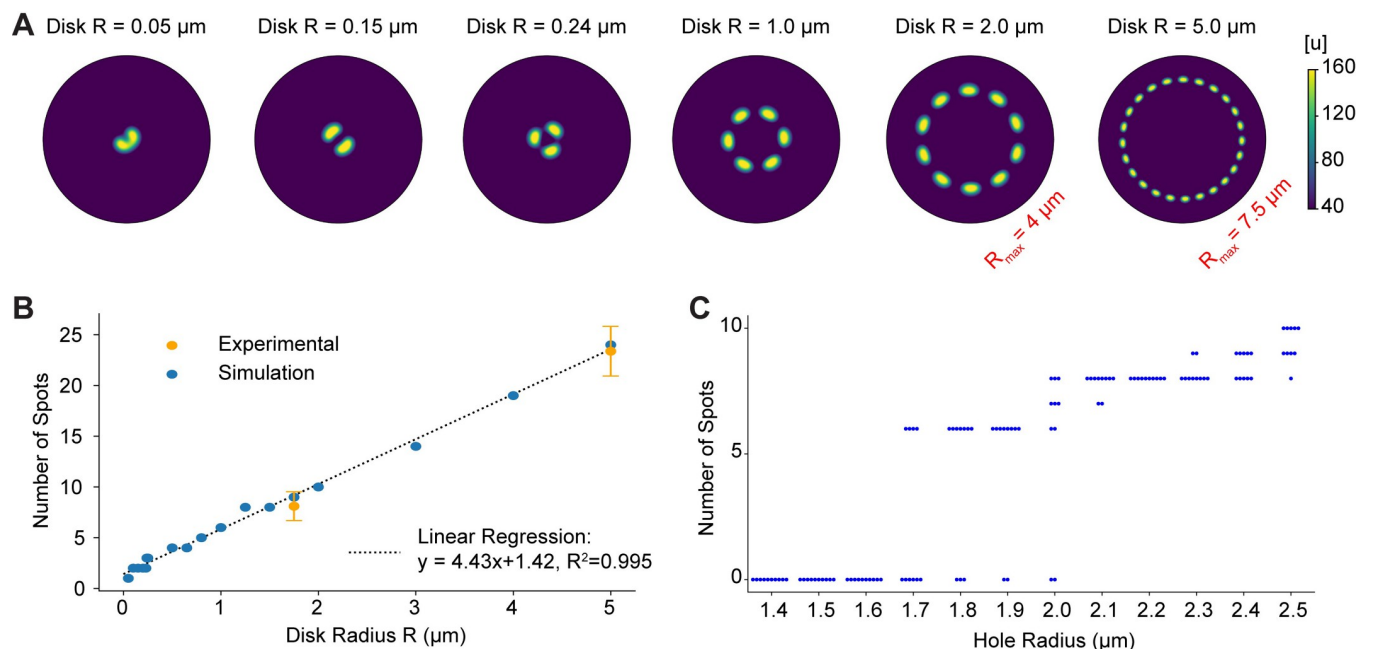 A
Disk R = 0.05 µm
Disk R = 0.15 µm
Disk R = 0.24 µm
Disk R = 1.0 µm
Disk R = 2.0 µm
Disk R = 5.0 µm
[u]
160
120
80
40
Rmax = 4 µm
Rmax = 7.5 µm
B
Number of Spots
25
20
15
10
5
0
Experimental
Simulation
Linear Regression:
y = 4.43x+1.42, R²=0.995
0 1 2 3 4 5
Disk Radius R (µm)
C
Number of Spots
10
5
0
1.4 1.5 1.6 1.7 1.8 1.9 2.0 2.1 2.2 2.3 2.4 2.5
Hole Radius (µm)